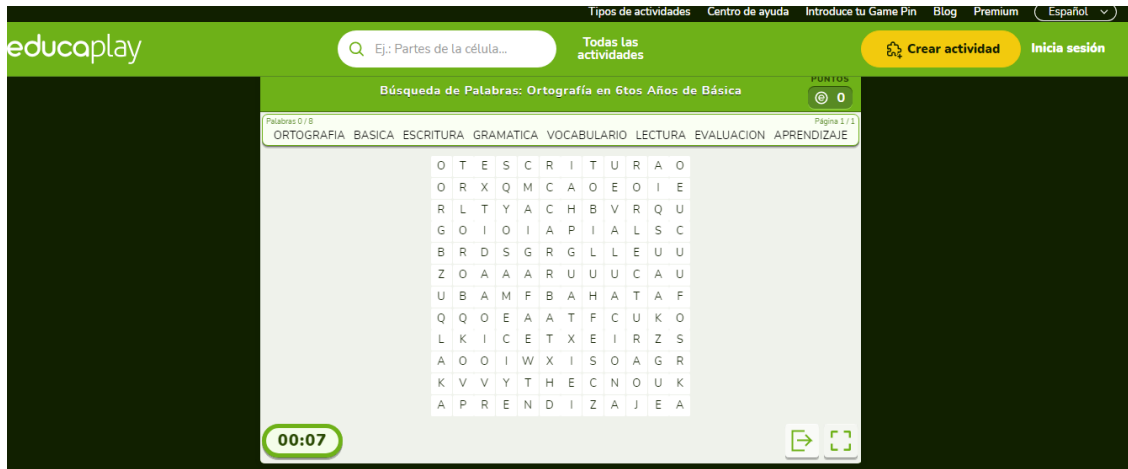 Tipos de actividades Centro de ayuda Introduce tu Game Pin Blog Premium Español
educaplay
Ej.: Partes de la célula...
Todas las
actividades
Crear actividad
Inicia sesión
Búsqueda de Palabras: Ortografía en 6tos Años de Básica
PUNTOS
0
Palabras 0 / 8
Página 1 / 1
ORTOGRAFIA BASICA ESCRITURA GRAMATICA VOCABULARIO LECTURA EVALUACION APRENDIZAJE
O T E S C R I T U R A O
O R X Q M C A O E O I E
R L T Y A C H B V R Q U
G O I O I A P I A L S C
B R D S G R G L L E U U
Z O A A A R U U U C A U
U B A M F B A H A T A F
Q Q O E A A T F C U K O
L K I C E T X E I R Z S
A O O I W X I S O A G R
K V V Y T H E C N O U K
A P R E N D I Z A J E A
00:07